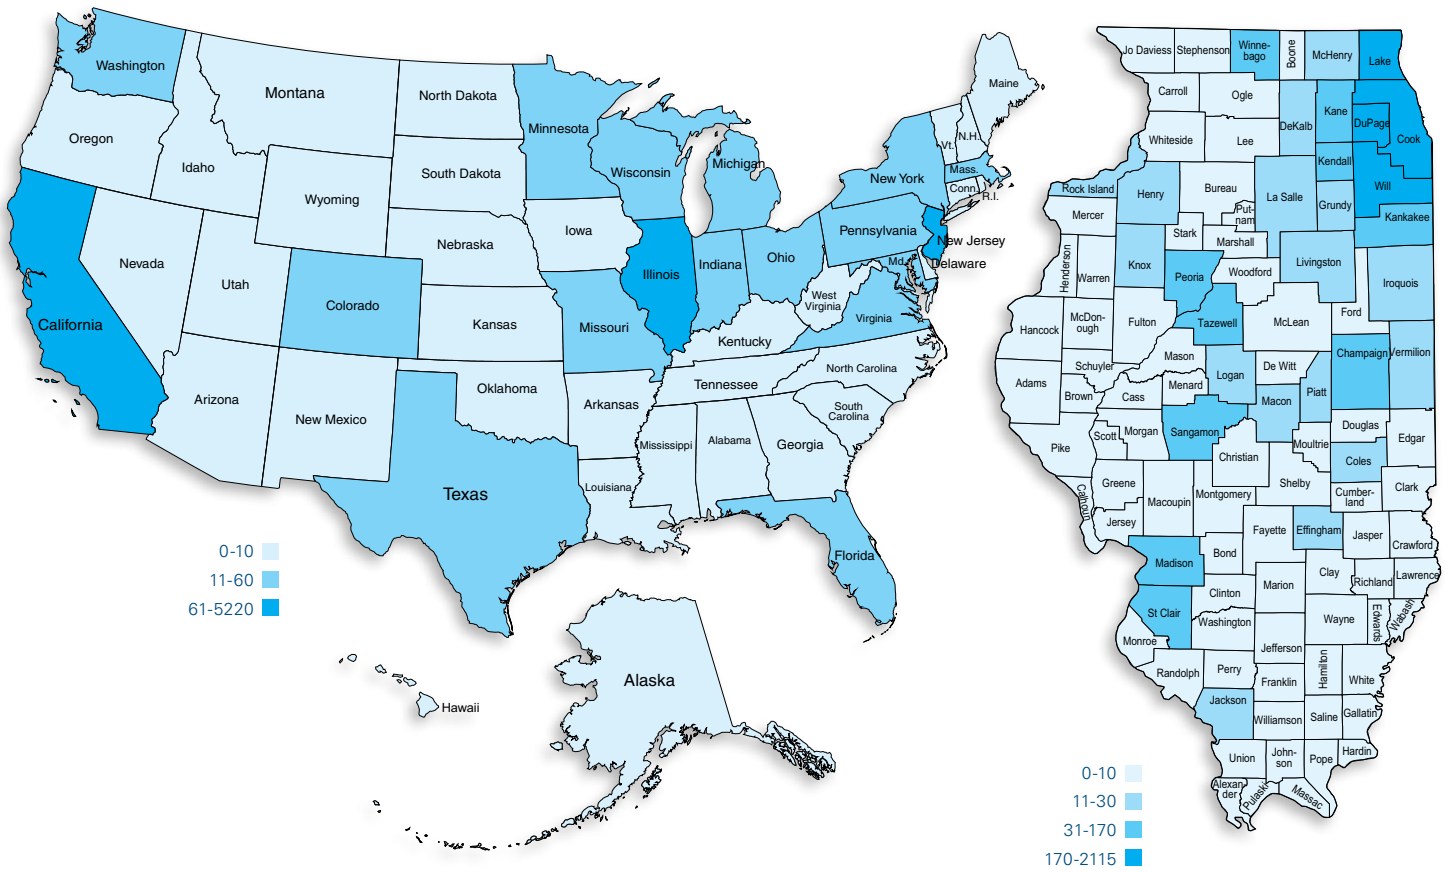 Washington
Montana
North Dakota
Minnesota
Maine
Oregon
Idaho
South Dakota
Wisconsin
Michigan
Vt.
N.H.
New York
Mass.
Conn.
R.I.
Wyoming
Iowa
Nebraska
Pennsylvania
New Jersey
Nevada
Utah
Colorado
Illinois
Indiana
Ohio
Md.
Delaware
California
Kansas
Missouri
West
Virginia
Virginia
Kentucky
Arizona
New Mexico
Oklahoma
Arkansas
Tennessee
North Carolina
South
Carolina
Texas
Louisiana
Mississippi
Alabama
Georgia
Florida
0-10
11-60
61-5220
Alaska
Hawaii
Jo Daviess
Stephenson
Winne-
bago
Boone
McHenry
Lake
Carroll
Ogle
DeKalb
Kane
DuPage
Cook
Whiteside
Lee
Kendall
Will
Rock Island
Henry
Bureau
La Salle
Grundy
Kankakee
Mercer
Put-
nam
Stark
Marshall
Henderson
Warren
Knox
Peoria
Woodford
Livingston
Iroquois
Hancock
McDon-
ough
Fulton
Tazewell
McLean
Ford
Schuyler
Mason
Logan
De Witt
Champaign
Vermilion
Adams
Brown
Cass
Menard
Macon
Piatt
Pike
Scott
Morgan
Sangamon
Christian
Moultrie
Douglas
Edgar
Coles
Calhoun
Greene
Macoupin
Montgomery
Shelby
Cumber-
land
Clark
Jersey
Fayette
Effingham
Jasper
Crawford
Madison
Bond
Marion
Clay
Richland
Lawrence
St Clair
Clinton
Washington
Wayne
Edwards
Wabash
Monroe
Jefferson
Randolph
Perry
Franklin
Hamilton
White
Jackson
Williamson
Saline
Gallatin
Union
John-
son
Pope
Hardin
Alexan-
der
Pulaski
Massac
0-10
11-30
31-170
170-2115